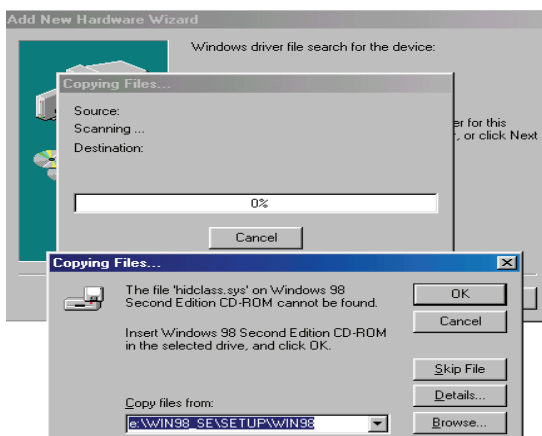 Add New Hardware Wizard
Windows driver file search for the device:
Copying Files...
Source:
Scanning ...
Destination:
er for this
, or click Next
0%
Cancel
Copying Files...
The file 'hidclass.sys' on Windows 98
Second Edition CD-ROM cannot be found.
Insert Windows 98 Second Edition CD-ROM
in the selected drive, and click OK.
OK
Cancel
Skip File
Details...
Browse...
Copy files from:
e:\WIN98_SE\SETUP\WIN98